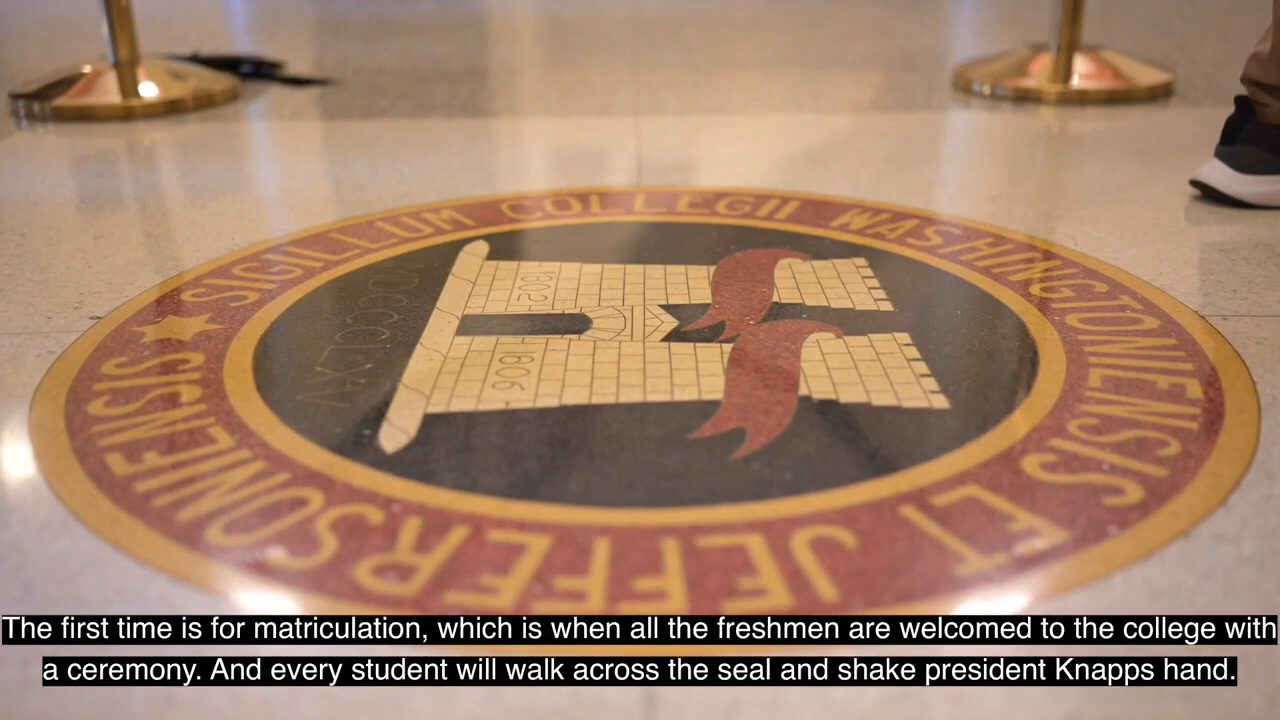 SIGILLUM COLLEGII WASHINGTONIENSIS ET JEFFERSONIENSIS
MDCCCLXV
1802
1806
The first time is for matriculation, which is when all the freshmen are welcomed to the college with
a ceremony. And every student will walk across the seal and shake president Knapps hand.